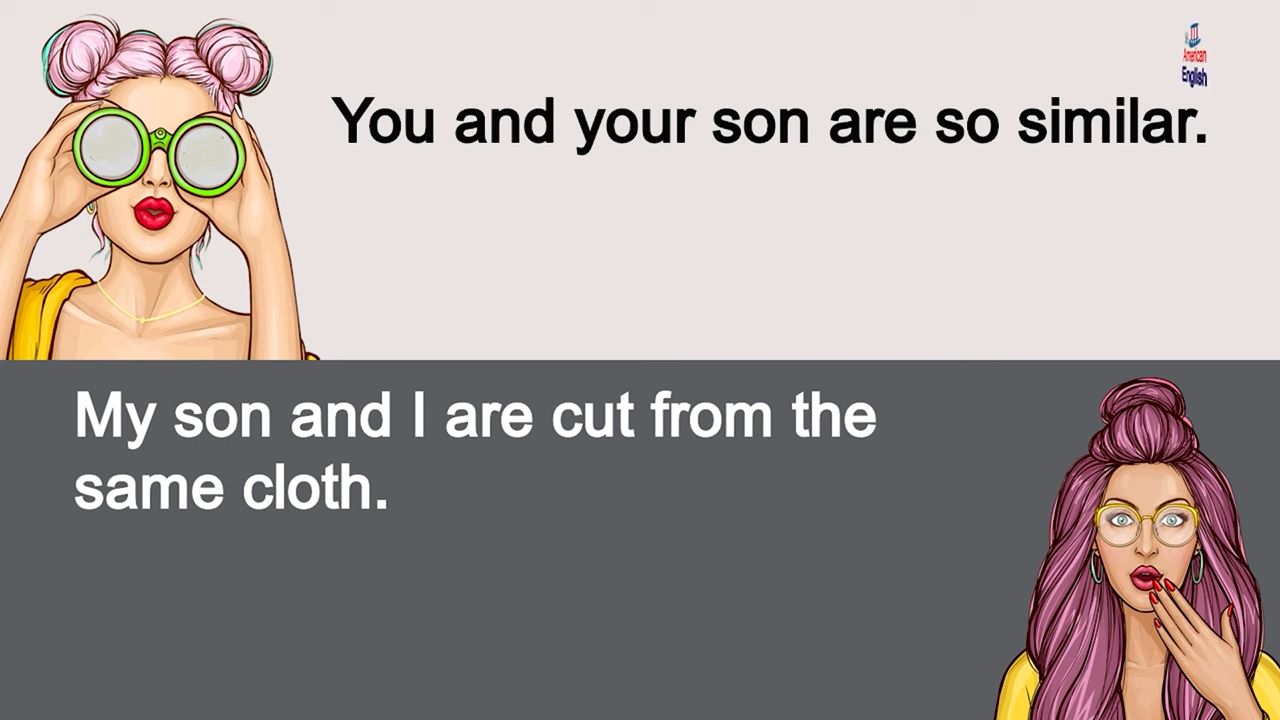 American
English
You and your son are so similar.
My son and I are cut from the
same cloth.